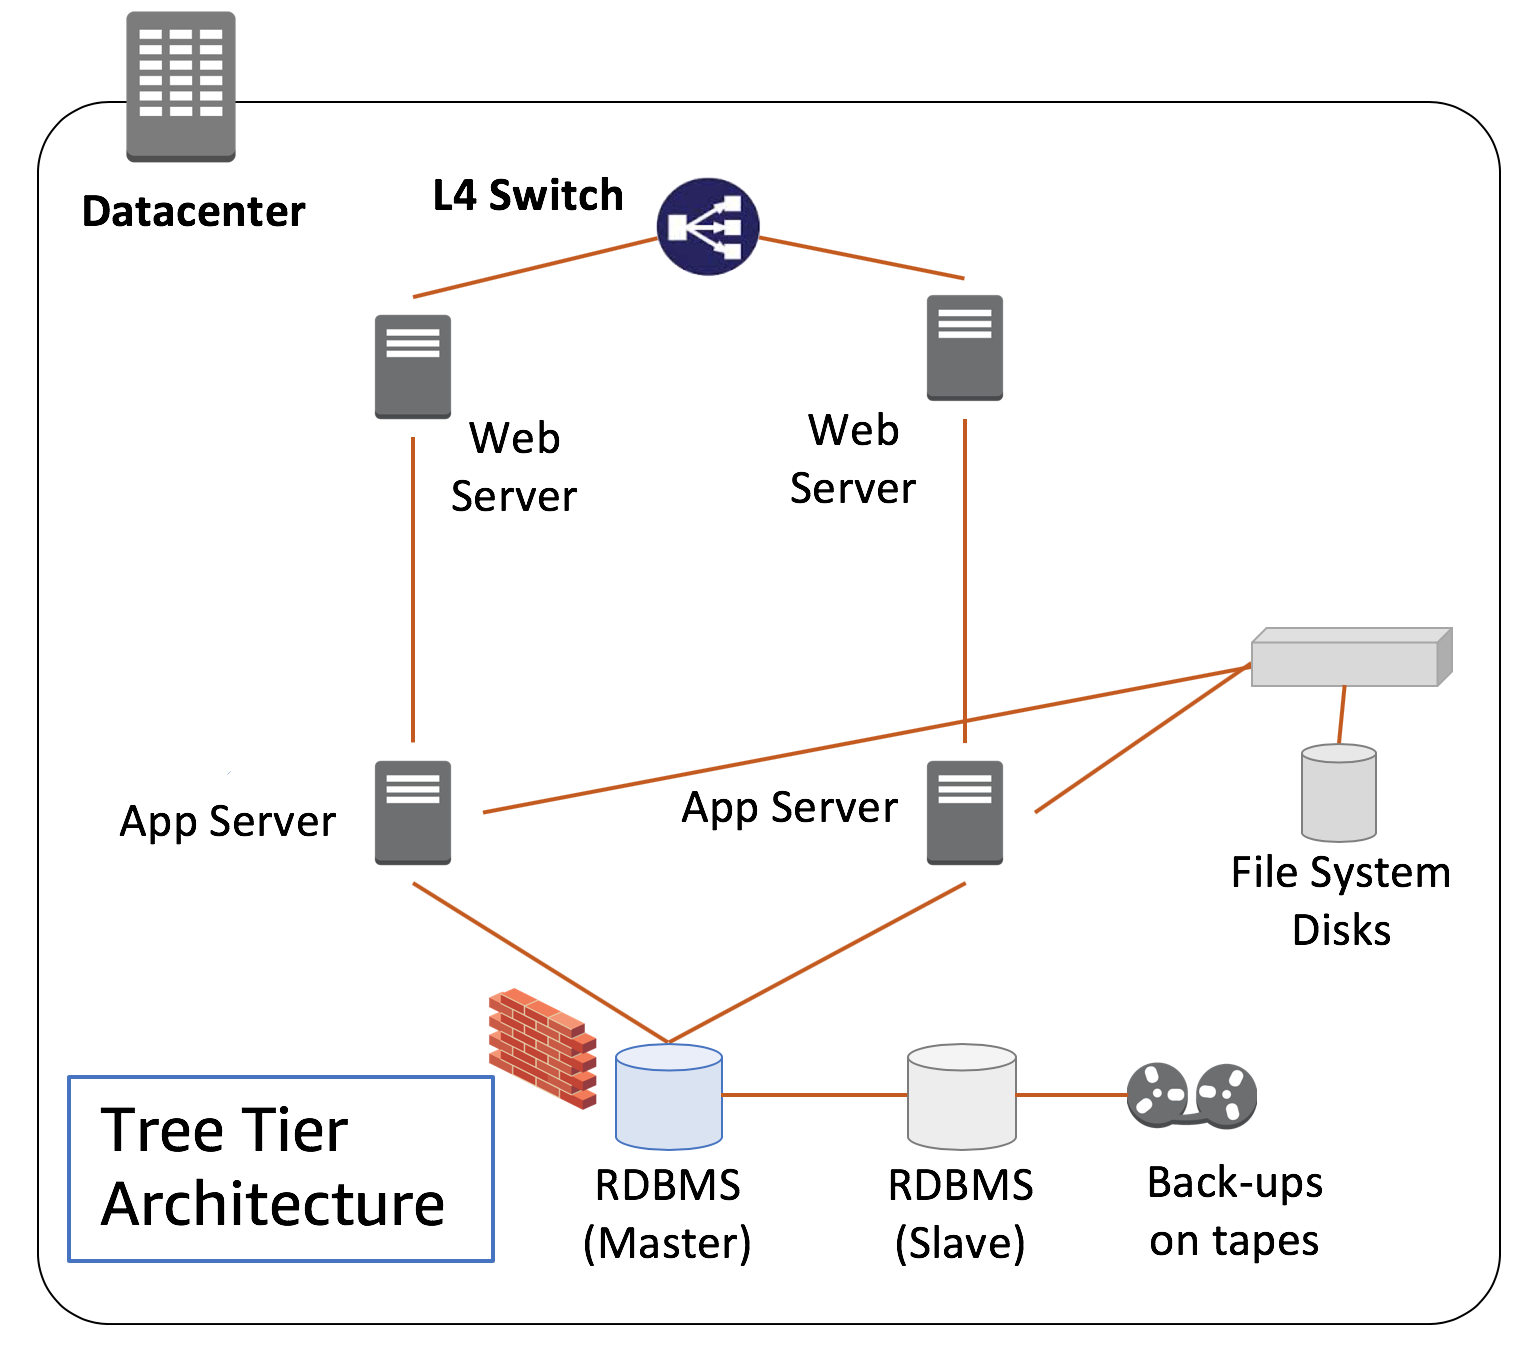 Datacenter
L4 Switch
Web
Server
Web
Server
App Server
App Server
File System
Disks
Tree Tier
Architecture
RDBMS
(Master)
RDBMS
(Slave)
Back-ups
on tapes